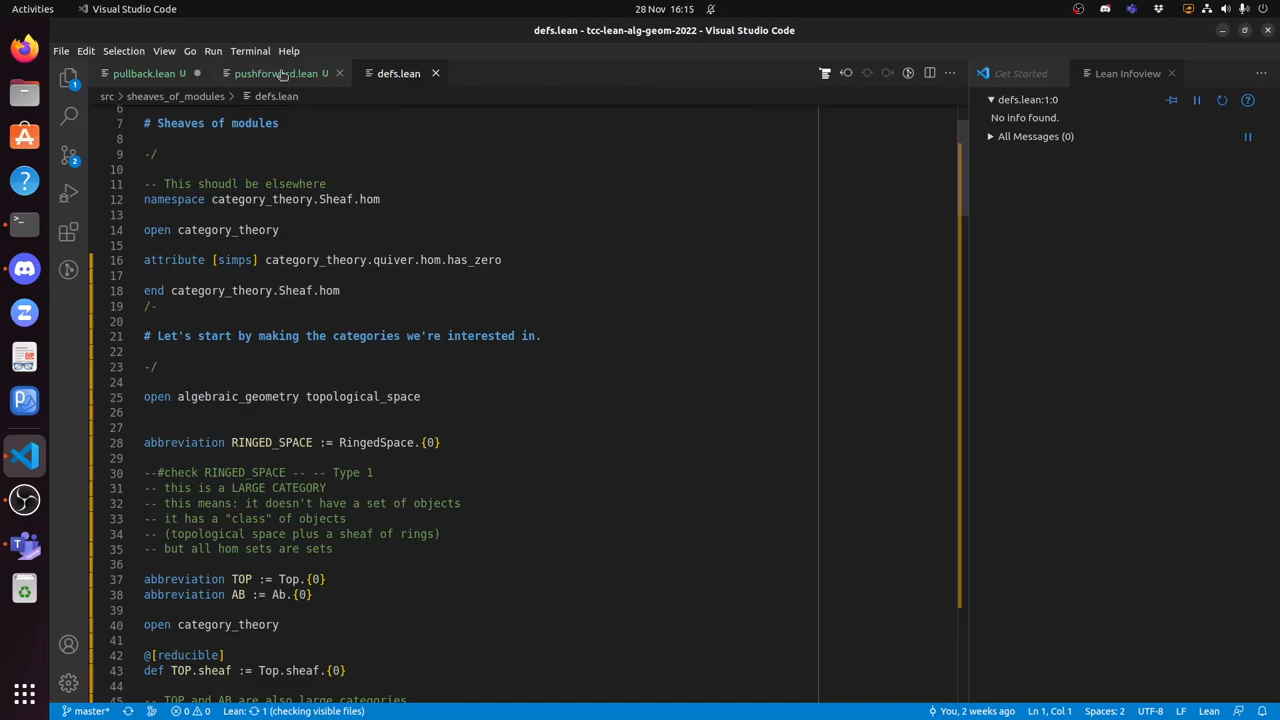 Activities
Visual Studio Code
28 Nov 16:15
defs.lean - tcc-lean-alg-geom-2022 - Visual Studio Code
File Edit Selection View Go Run Terminal Help
pullback.lean U
pushforward.lean U
defs.lean
Get Started
Lean Infoview
src > sheaves_of_modules > defs.lean
defs.lean:1:0
No info found.
All Messages (0)
6
7 # Sheaves of modules
8
9 -/
10
11 -- This shoudl be elsewhere
12 namespace category_theory.Sheaf.hom
13
14 open category_theory
15
16 attribute [simps] category_theory.quiver.hom.has_zero
17
18 end category_theory.Sheaf.hom
19 /-
20
21 # Let's start by making the categories we're interested in.
22
23 -/
24
25 open algebraic_geometry topological_space
26
27
28 abbreviation RINGED_SPACE := RingedSpace.{0}
29
30 --#check RINGED_SPACE -- -- Type 1
31 -- this is a LARGE CATEGORY
32 -- this means: it doesn't have a set of objects
33 -- it has a "class" of objects
34 -- (topological space plus a sheaf of rings)
35 -- but all hom sets are sets
36
37 abbreviation TOP := Top.{0}
38 abbreviation AB := Ab.{0}
39
40 open category_theory
41
42 @[reducible]
43 def TOP.sheaf := Top.sheaf.{0}
44
45 -- TOP and AB are also large categories
1
2
master*
0 0
Lean: 1 (checking visible files)
You, 2 weeks ago
Ln 1, Col 1
Spaces: 2
UTF-8
LF
Lean